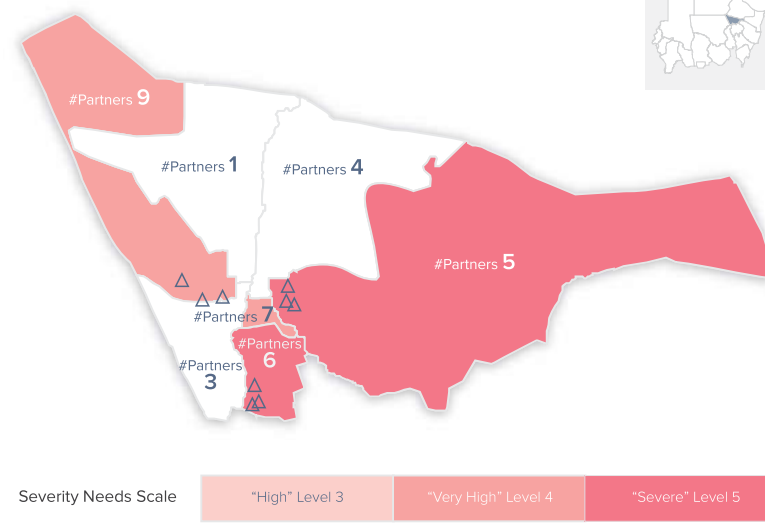 #Partners 9
#Partners 1
#Partners 4
#Partners 5
#Partners 7
#Partners
6
#Partners
3
Severity Needs Scale
“High” Level 3
“Very High” Level 4
“Severe” Level 5